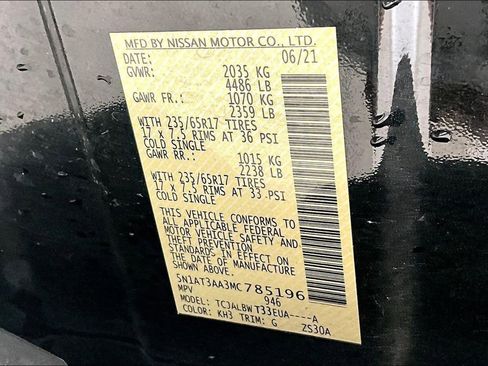 MFD BY NISSAN MOTOR CO., LTD.
DATE: 06/21
GVWR: 2035 KG
4486 LB
GAWR FR.: 1070 KG
2359 LB
WITH 235/65R17 TIRES
17 x 7.5 RIMS AT 36 PSI
COLD SINGLE
GAWR RR.: 1015 KG
2238 LB
WITH 235/65R17 TIRES
17 x 7.5 RIMS AT 33 PSI
COLD SINGLE
THIS VEHICLE CONFORMS TO
ALL APPLICABLE FEDERAL
MOTOR VEHICLE SAFETY AND
THEFT PREVENTION
STANDARDS IN EFFECT ON
THE DATE OF MANUFACTURE
SHOWN ABOVE.
5N1AT3AA3MC785196
MPV 946
MODEL: TCJALBWT33EUA----A
COLOR: KH3 TRIM: G ZS30A